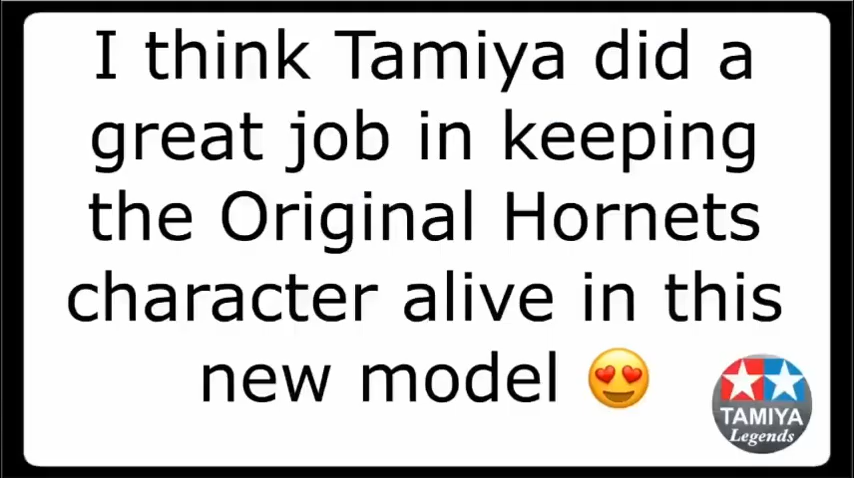 I think Tamiya did a
great job in keeping
the Original Hornets
character alive in this
new model 😍
TAMIYA
Legends